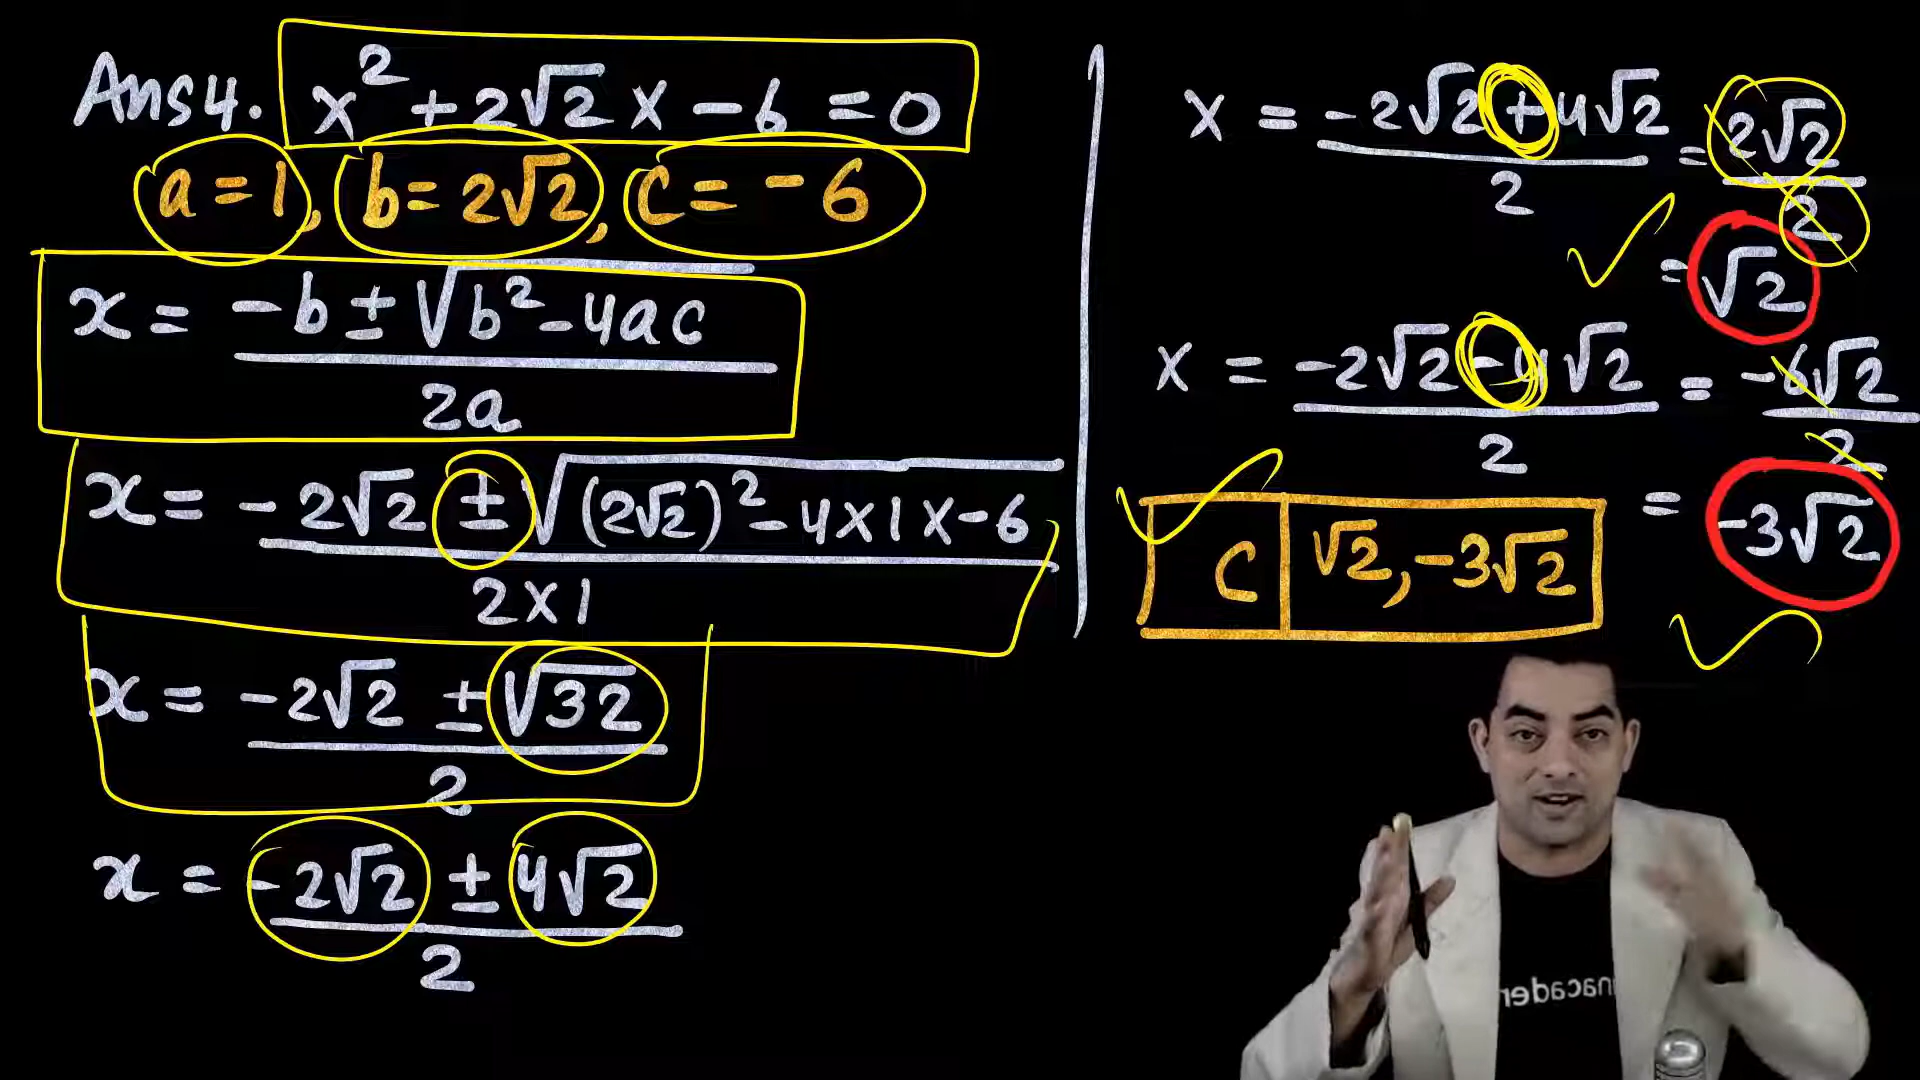 Ans 4. x² + 2√2 x - 6 = 0
a = 1, b = 2√2, c = -6
x = (-b ± √(b² - 4ac)) / 2a
x = (-2√2 ± √((2√2)² - 4 x 1 x -6)) / (2 x 1)
x = (-2√2 ± √32) / 2
x = (-2√2 ± 4√2) / 2
x = (-2√2 + 4√2) / 2 = 2√2 / 2
= √2
x = (-2√2 - 4√2) / 2 = -6√2 / 2
= -3√2
C √2, -3√2